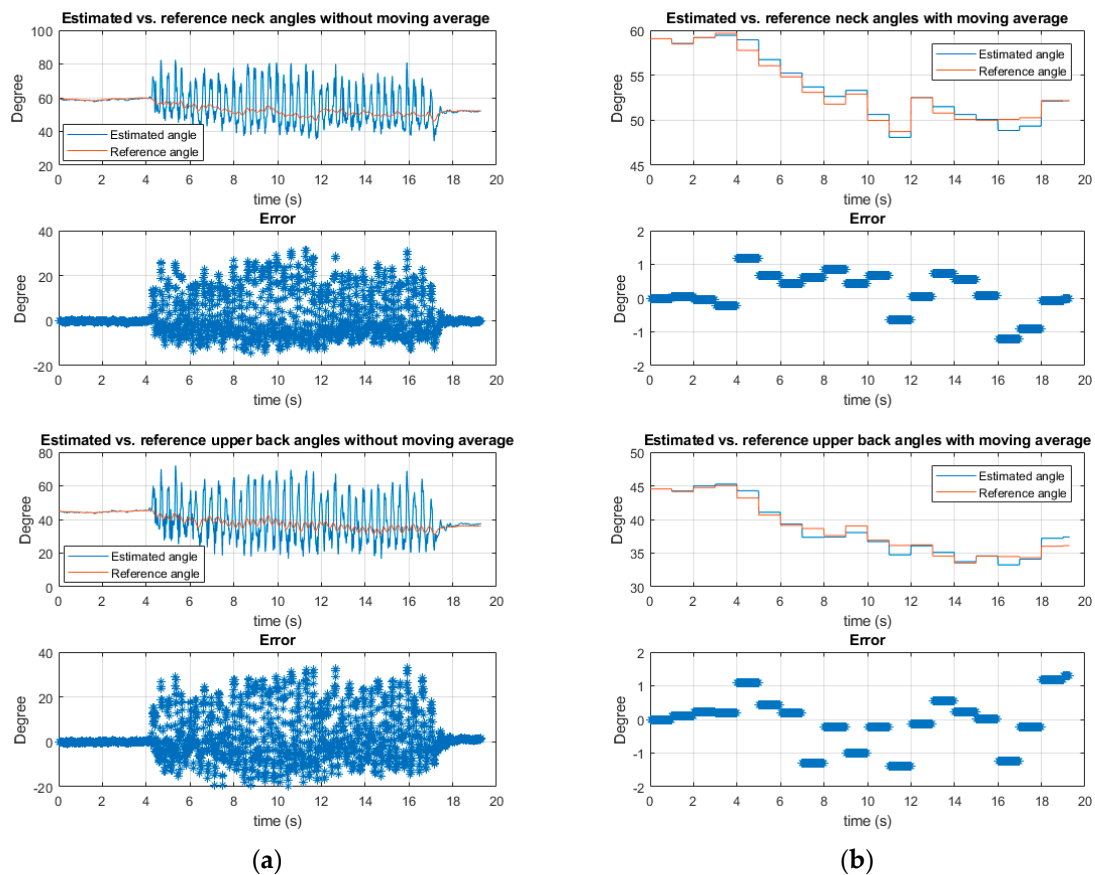 Estimated vs. reference neck angles without moving average
100
80
60
40
20
Degree
Estimated angle
Reference angle
0 2 4 6 8 10 12 14 16 18 20
time (s)
Error
40
20
0
-20
Degree
0 2 4 6 8 10 12 14 16 18 20
time (s)
Estimated vs. reference upper back angles without moving average
80
60
40
20
0
Degree
Estimated angle
Reference angle
0 2 4 6 8 10 12 14 16 18 20
time (s)
Error
40
20
0
-20
Degree
0 2 4 6 8 10 12 14 16 18 20
time (s)
(a)
Estimated vs. reference neck angles with moving average
60
55
50
45
Degree
Estimated angle
Reference angle
0 2 4 6 8 10 12 14 16 18 20
time (s)
Error
2
1
0
-1
-2
Degree
0 2 4 6 8 10 12 14 16 18 20
time (s)
Estimated vs. reference upper back angles with moving average
50
45
40
35
30
Degree
Estimated angle
Reference angle
0 2 4 6 8 10 12 14 16 18 20
time (s)
Error
2
1
0
-1
-2
Degree
0 2 4 6 8 10 12 14 16 18 20
time (s)
(b)